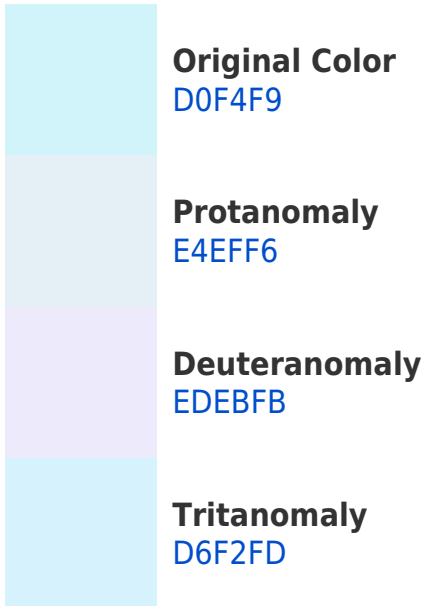 Original Color
D0F4F9
Protanomaly
E4EFF6
Deuteranomaly
EDEBFB
Tritanomaly
D6F2FD